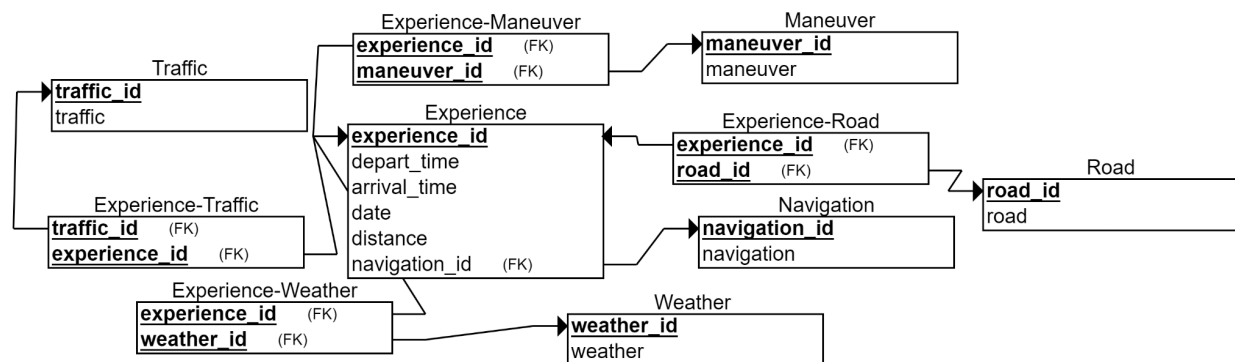 Experience-Maneuver
experience_id (FK)
maneuver_id (FK)
Maneuver
maneuver_id
maneuver
Traffic
traffic_id
traffic
Experience
experience_id
depart_time
arrival_time
date
distance
navigation_id (FK)
Experience-Road
experience_id (FK)
road_id (FK)
Road
road_id
road
Experience-Traffic
traffic_id (FK)
experience_id (FK)
Navigation
navigation_id
navigation
Experience-Weather
experience_id (FK)
weather_id (FK)
Weather
weather_id
weather